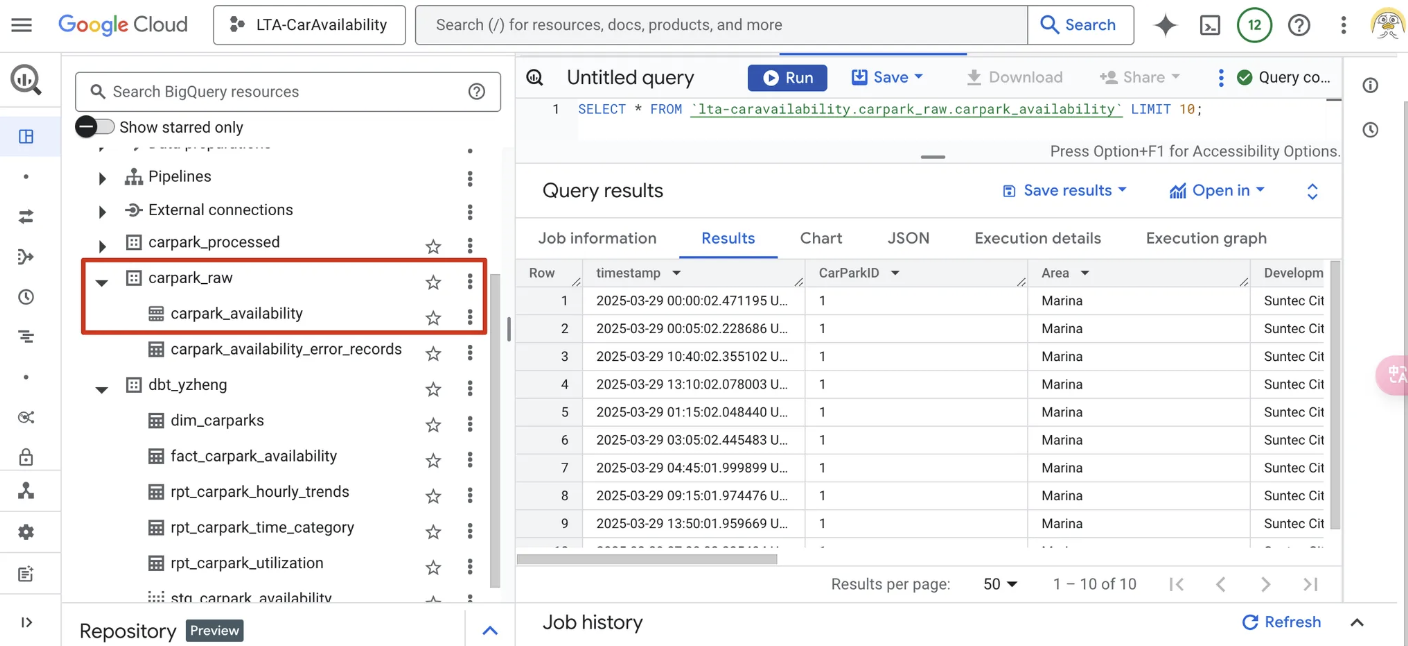 Google Cloud
LTA-CarAvailability
Search (/) for resources, docs, products, and more
Search
12
Search BigQuery resources
Show starred only
Data preparations
Pipelines
External connections
carpark_processed
carpark_raw
carpark_availability
carpark_availability_error_records
dbt_yzheng
dim_carparks
fact_carpark_availability
rpt_carpark_hourly_trends
rpt_carpark_time_category
rpt_carpark_utilization
stg_carpark_availability
Repository Preview
Untitled query
Run
Save
Download
Share
Query co...
1 SELECT * FROM `lta-caravailability.carpark_raw.carpark_availability` LIMIT 10;
Press Option+F1 for Accessibility Options.
Query results
Save results
Open in
Job information Results Chart JSON Execution details Execution graph
Row timestamp CarParkID Area Developm
1 2025-03-29 00:00:02.471195 U... 1 Marina Suntec Cit
2 2025-03-29 00:05:02.228686 U... 1 Marina Suntec Cit
3 2025-03-29 10:40:02.355102 U... 1 Marina Suntec Cit
4 2025-03-29 13:10:02.078003 U... 1 Marina Suntec Cit
5 2025-03-29 01:15:02.048440 U... 1 Marina Suntec Cit
6 2025-03-29 03:05:02.445483 U... 1 Marina Suntec Cit
7 2025-03-29 04:45:01.999899 U... 1 Marina Suntec Cit
8 2025-03-29 09:15:01.974476 U... 1 Marina Suntec Cit
9 2025-03-29 13:50:01.959669 U... 1 Marina Suntec Cit
Results per page: 50 1 – 10 of 10
Job history
Refresh